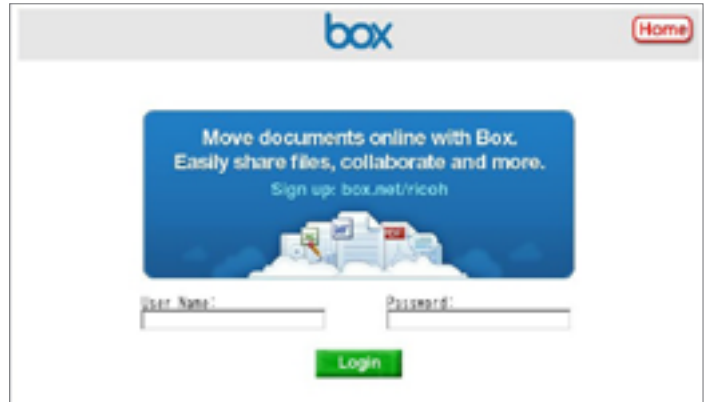 box
Home
Move documents online with Box.
Easily share files, collaborate and more.
Sign up: box.net/ricoh
PDF
User Name:
Password:
Login